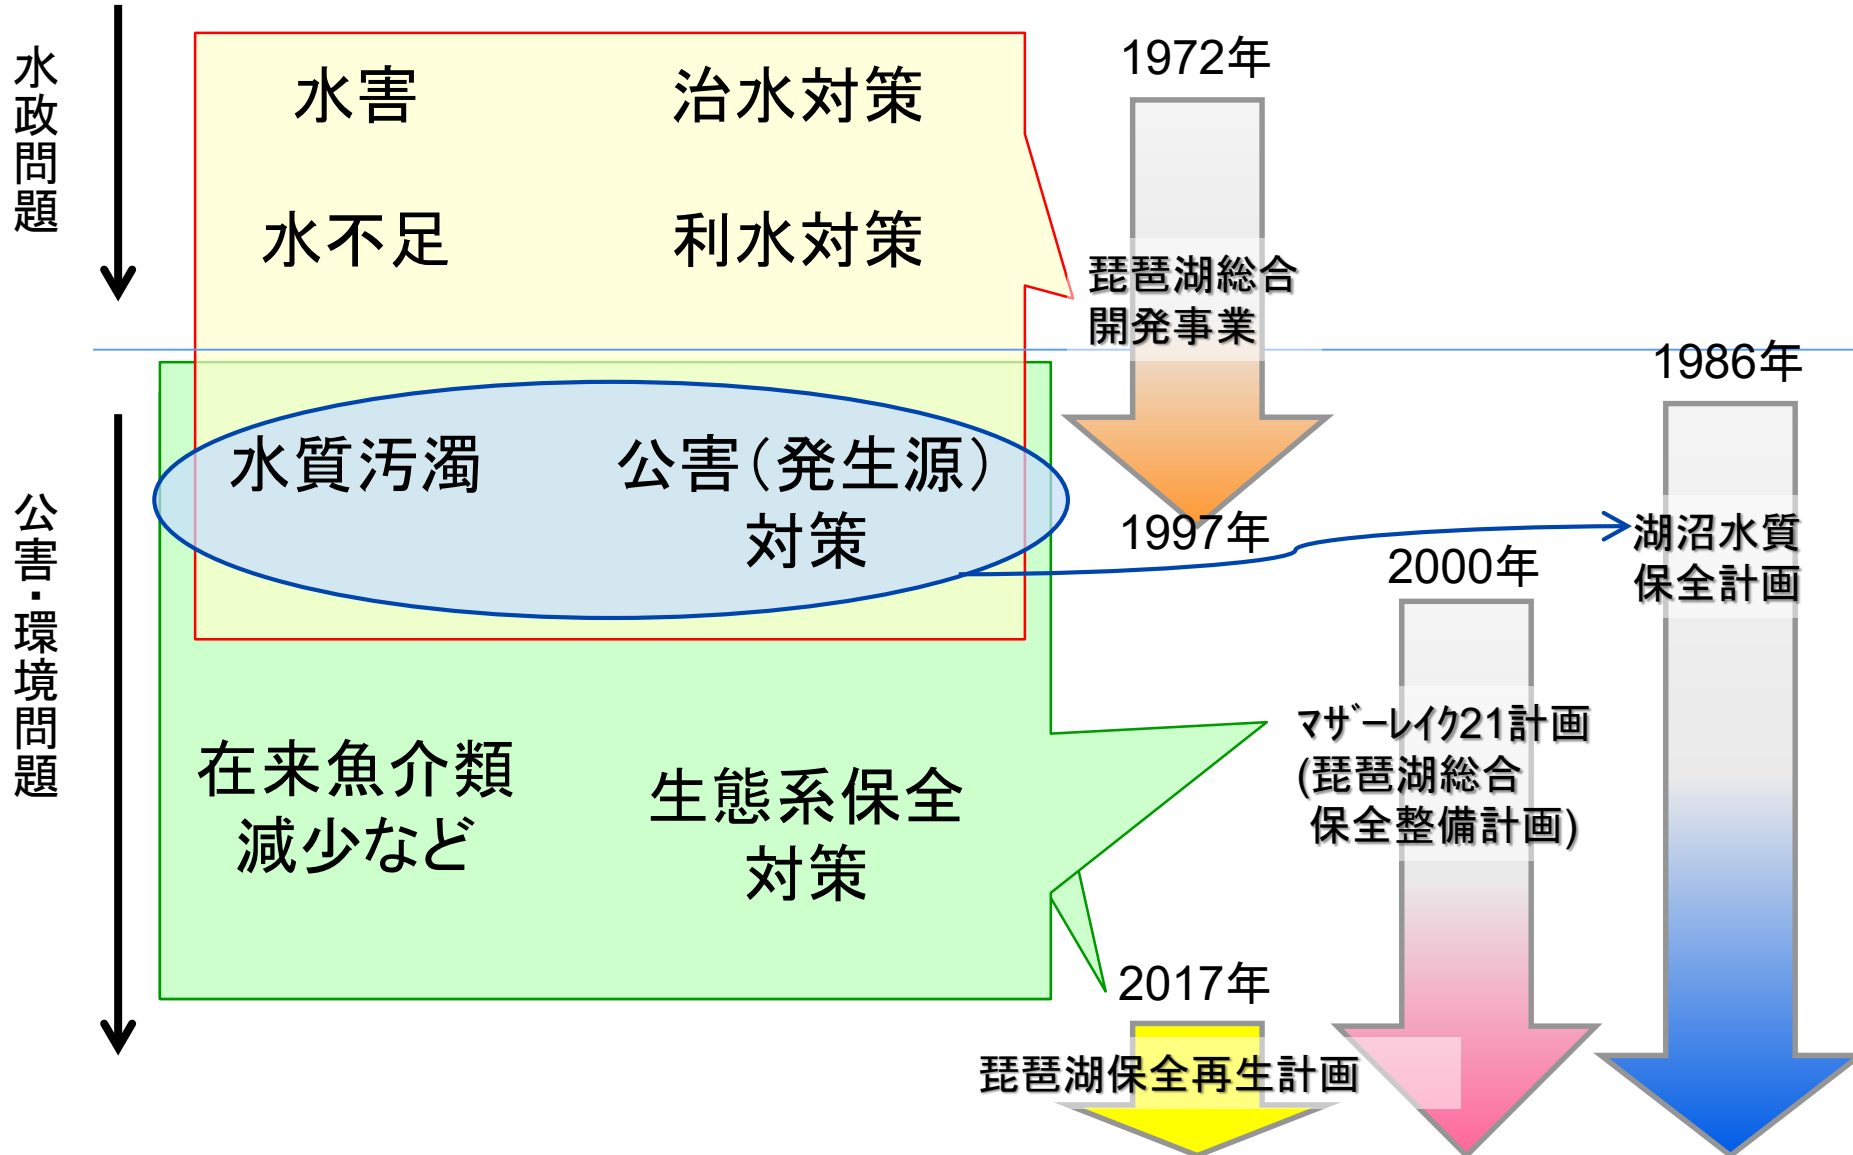 水政問題
水害
治水対策
水不足
利水対策
1972年
琵琶湖総合
開発事業
1997年
1986年
湖沼水質
保全計画
公害・環境問題
水質汚濁
公害（発生源）
対策
2000年
ﾏｻﾞｰﾚｲｸ21計画
(琵琶湖総合
保全整備計画)
在来魚介類
減少など
生態系保全
対策
2017年
琵琶湖保全再生計画